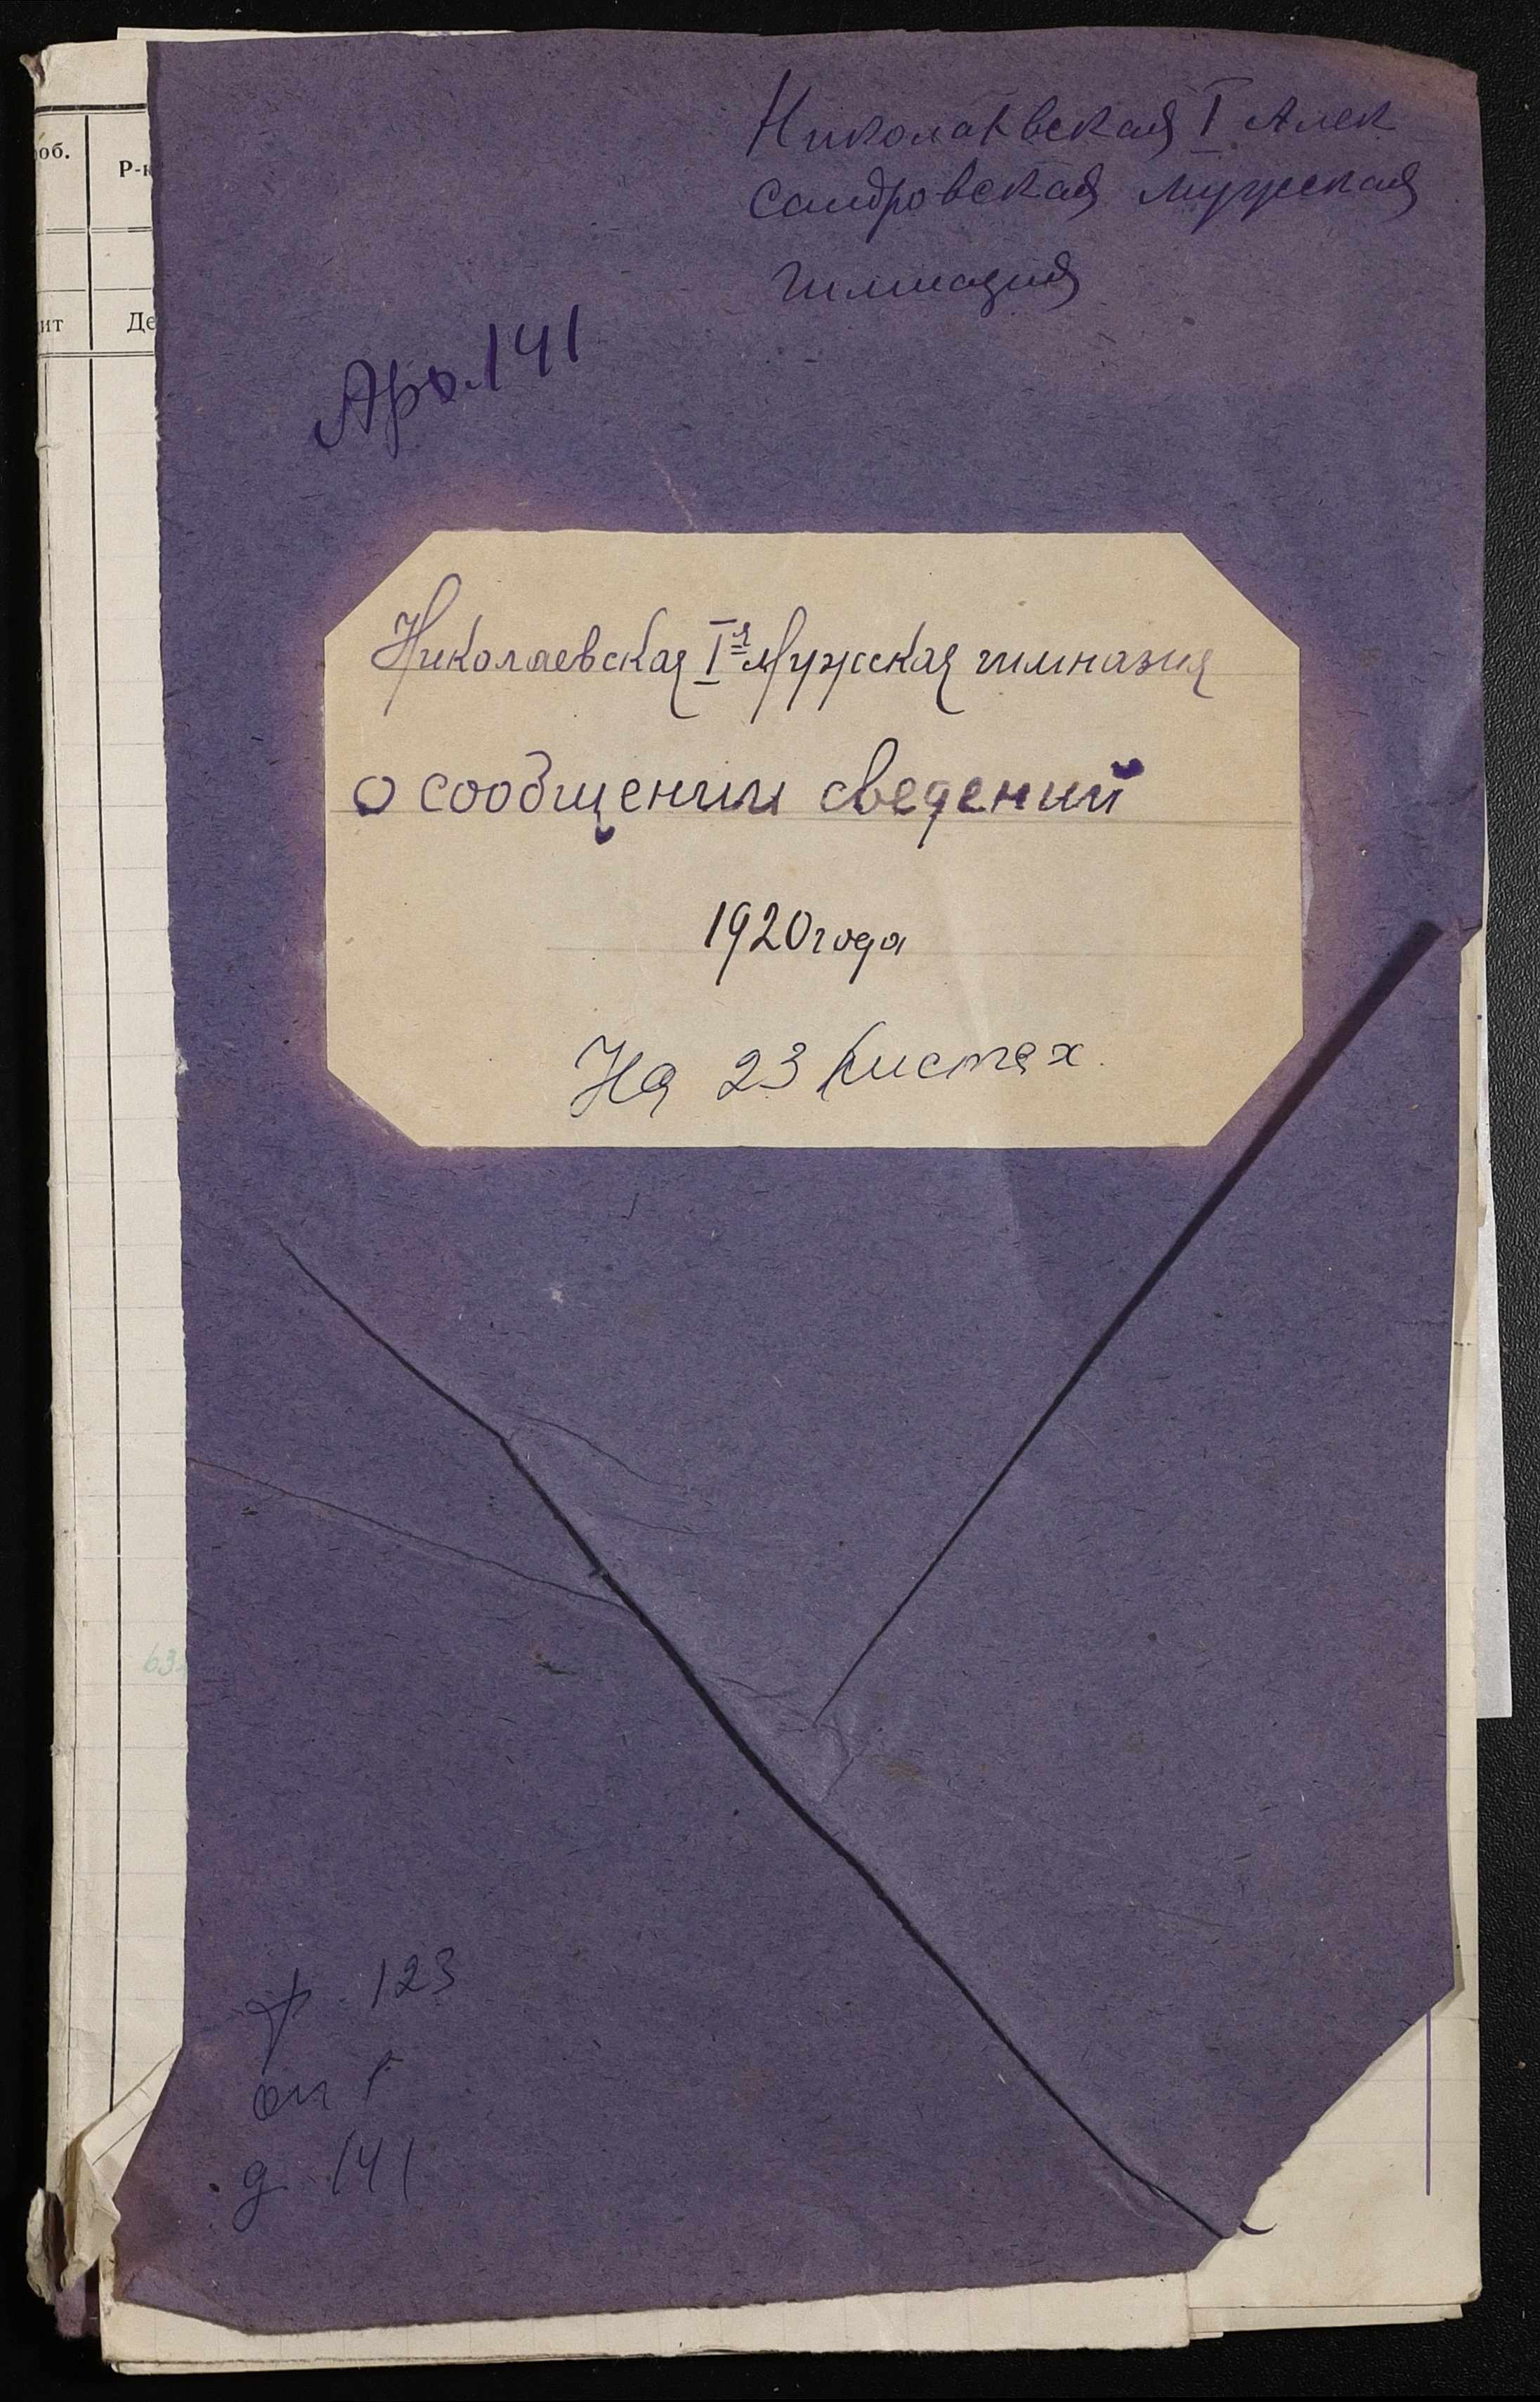 об.
Р-к
ит
Де
Николаевская I Алек
сандровская мужская
гимназия
Арх. 141
Николаевская Iя Мужская гимназия
о сообщении сведений
1920 года
На 23 листах.
ф. 123
оп 1
д. 141